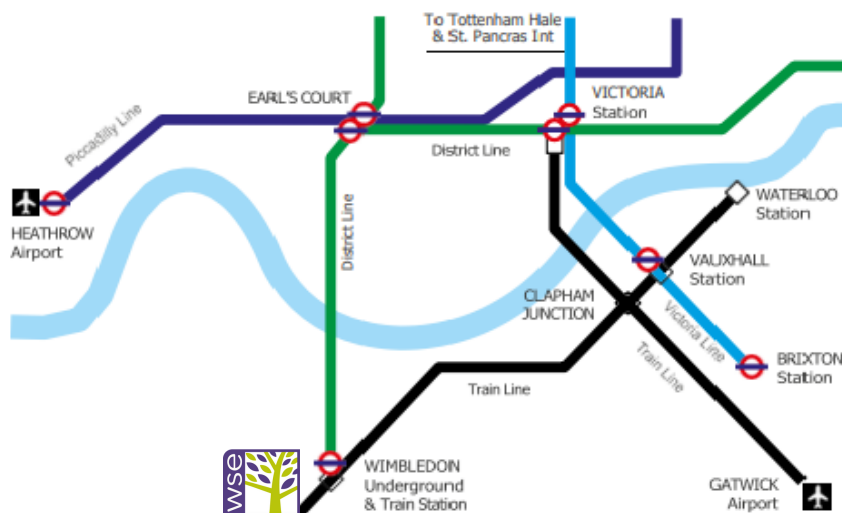 To Tottenham Hale
& St. Pancras Int
EARL'S COURT
VICTORIA
Station
Piccadilly Line
District Line
HEATHROW
Airport
District Line
WATERLOO
Station
VAUXHALL
Station
CLAPHAM
JUNCTION
Victoria Line
Train Line
BRIXTON
Station
Train Line
wse
WIMBLEDON
Underground
& Train Station
GATWICK
Airport